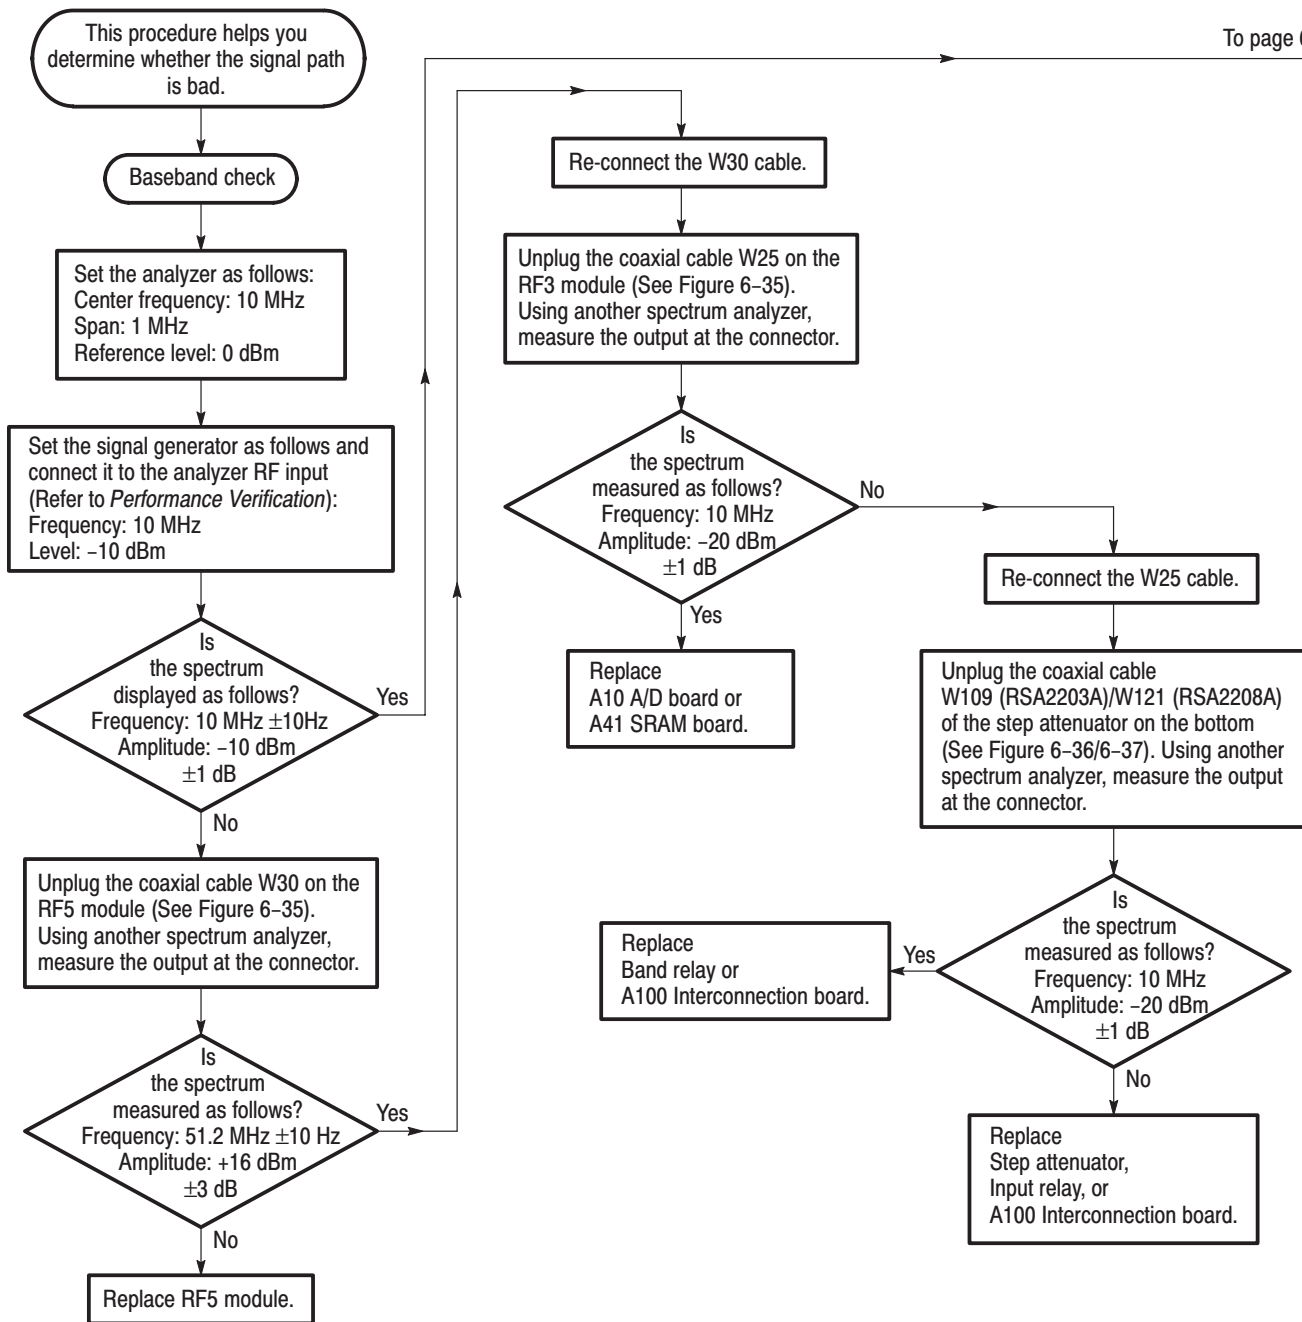 This procedure helps you
determine whether the signal path
is bad.
Baseband check
Set the analyzer as follows:
Center frequency: 10 MHz
Span: 1 MHz
Reference level: 0 dBm
Set the signal generator as follows and
connect it to the analyzer RF input
(Refer to Performance Verification):
Frequency: 10 MHz
Level: −10 dBm
Is
the spectrum
displayed as follows?
Frequency: 10 MHz ±10Hz
Amplitude: −10 dBm
±1 dB
Yes
No
Unplug the coaxial cable W30 on the
RF5 module (See Figure 6−35).
Using another spectrum analyzer,
measure the output at the connector.
Is
the spectrum
measured as follows?
Frequency: 51.2 MHz ±10 Hz
Amplitude: +16 dBm
±3 dB
Yes
No
Replace RF5 module.
To page 6
Re-connect the W30 cable.
Unplug the coaxial cable W25 on the
RF3 module (See Figure 6−35).
Using another spectrum analyzer,
measure the output at the connector.
Is
the spectrum
measured as follows?
Frequency: 10 MHz
Amplitude: −20 dBm
±1 dB
No
Yes
Replace
A10 A/D board or
A41 SRAM board.
Re-connect the W25 cable.
Unplug the coaxial cable
W109 (RSA2203A)/W121 (RSA2208A)
of the step attenuator on the bottom
(See Figure 6−36/6−37). Using another
spectrum analyzer, measure the output
at the connector.
Is
the spectrum
measured as follows?
Frequency: 10 MHz
Amplitude: −20 dBm
±1 dB
Yes
Replace
Band relay or
A100 Interconnection board.
No
Replace
Step attenuator,
Input relay, or
A100 Interconnection board.